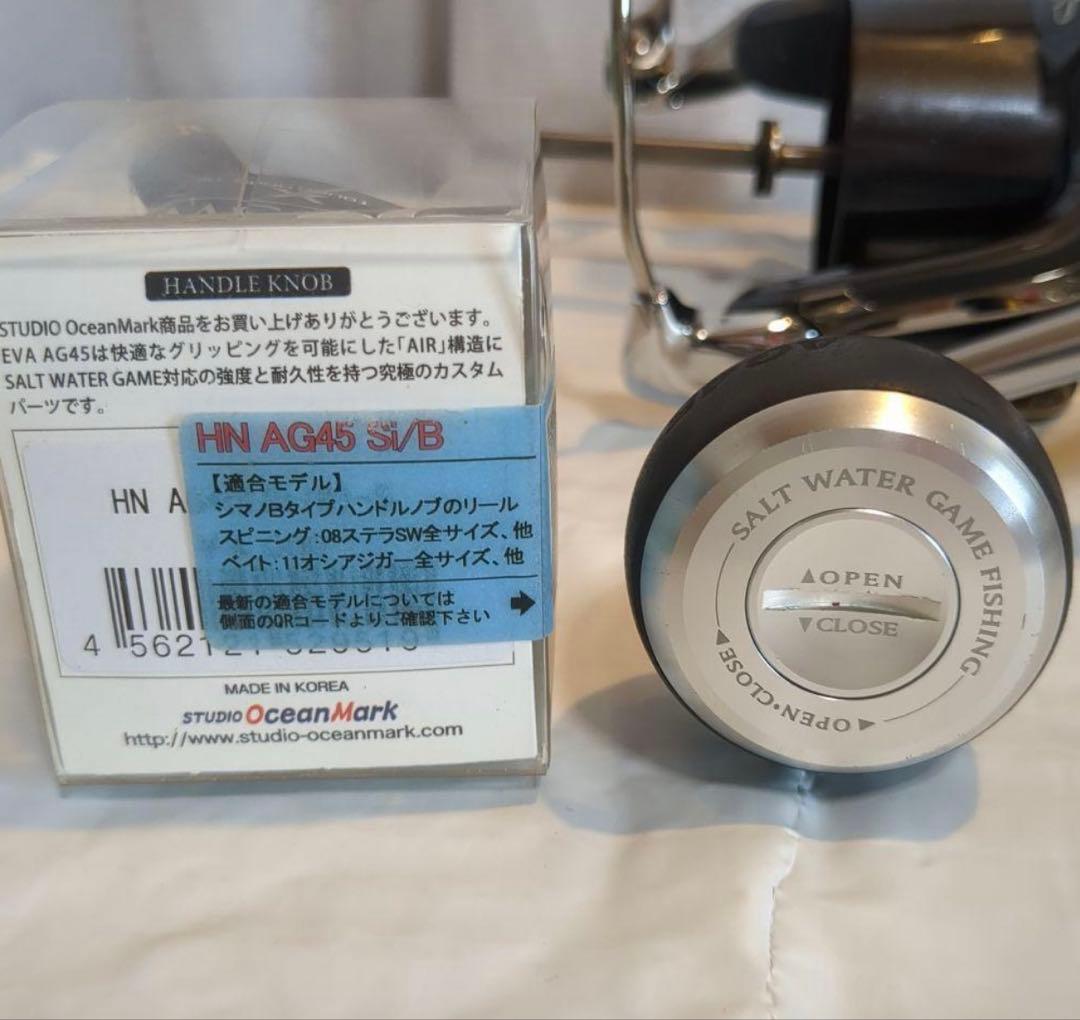 HANDLE KNOB
STUDIO OceanMark商品をお買い上げありがとうございます。
EVA AG45は快適なグリッピングを可能にした「AIR」構造に
SALT WATER GAME対応の強度と耐久性を持つ究極のカスタム
パーツです。
HN AG45 Si/B
【適合モデル】
シマノBタイプハンドルノブのリール
スピニング:08ステラSW全サイズ、他
ベイト:11オシアジガー全サイズ、他
最新の適合モデルについては
側面のQRコードよりご確認下さい
HN A
4 562121
MADE IN KOREA
STUDIO OceanMark
http://www.studio-oceanmark.com
SALT WATER GAME FISHING
▲OPEN
▼CLOSE
◀OPEN•CLOSE▶